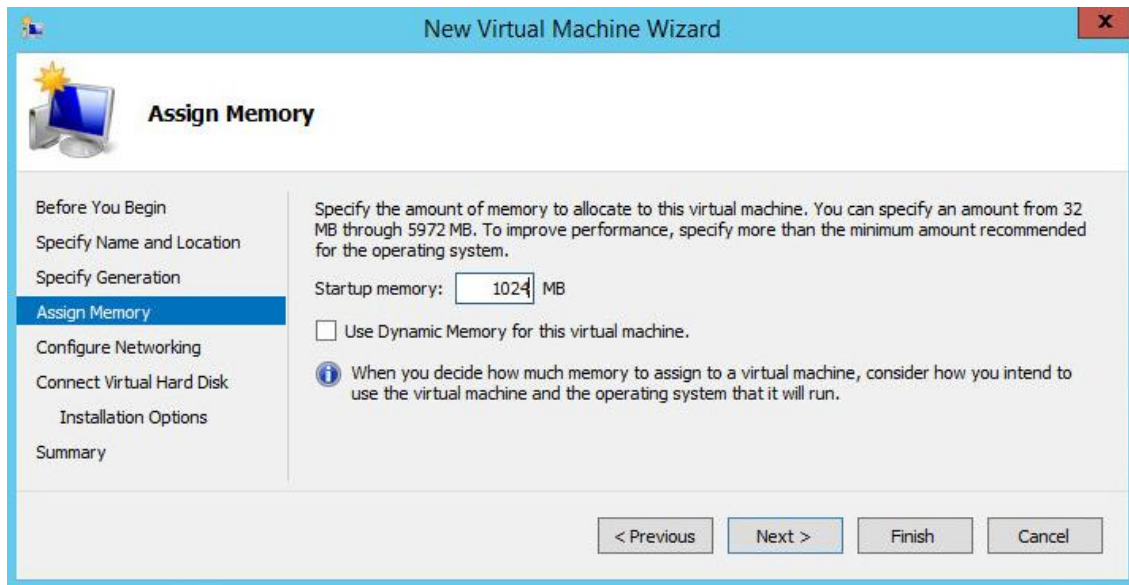 New Virtual Machine Wizard
x
Assign Memory
Before You Begin
Specify Name and Location
Specify Generation
Assign Memory
Configure Networking
Connect Virtual Hard Disk
Installation Options
Summary
Specify the amount of memory to allocate to this virtual machine. You can specify an amount from 32
MB through 5972 MB. To improve performance, specify more than the minimum amount recommended
for the operating system.
Startup memory: 1024 MB
Use Dynamic Memory for this virtual machine.
When you decide how much memory to assign to a virtual machine, consider how you intend to
use the virtual machine and the operating system that it will run.
< Previous
Next >
Finish
Cancel